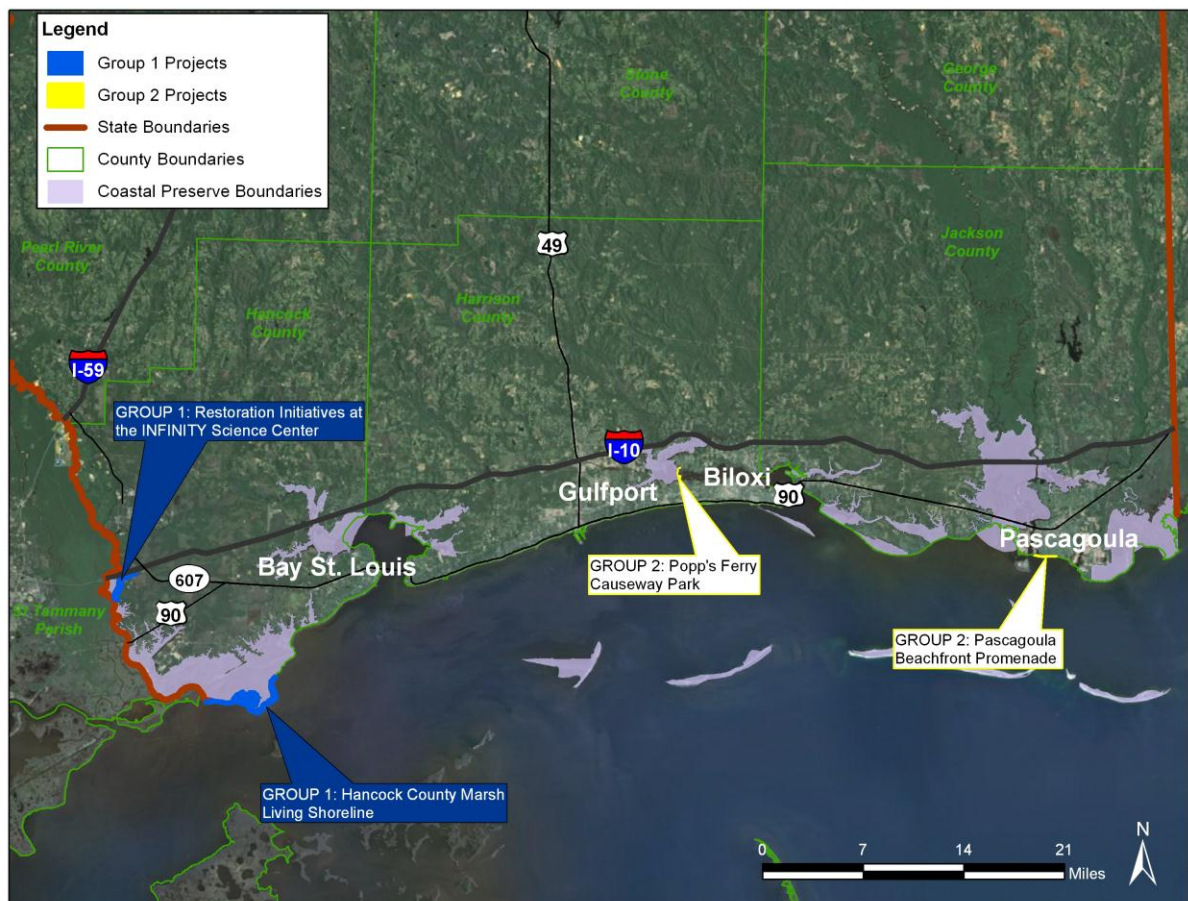 Legend
Group 1 Projects
Group 2 Projects
State Boundaries
County Boundaries
Coastal Preserve Boundaries
Stone
County
George
County
Pearl River
County
49
Jackson
County
Hancock
County
Harrison
County
I-59
GROUP 1: Restoration Initiatives at
the INFINITY Science Center
I-10
Biloxi
Gulfport
90
Pascagoula
Bay St. Louis
607
GROUP 2: Popp's Ferry
Causeway Park
90
St Tammany
Parish
GROUP 2: Pascagoula
Beachfront Promenade
GROUP 1: Hancock County Marsh
Living Shoreline
N
0 7 14 21
Miles